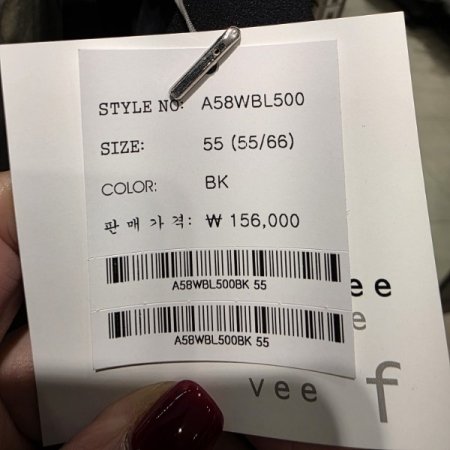 STYLE NO: A58WBL500
SIZE: 55 (55/66)
COLOR: BK
판매가격: ₩ 156,000
A58WBL500BK 55
ee
A58WBL500BK 55
e
vee f